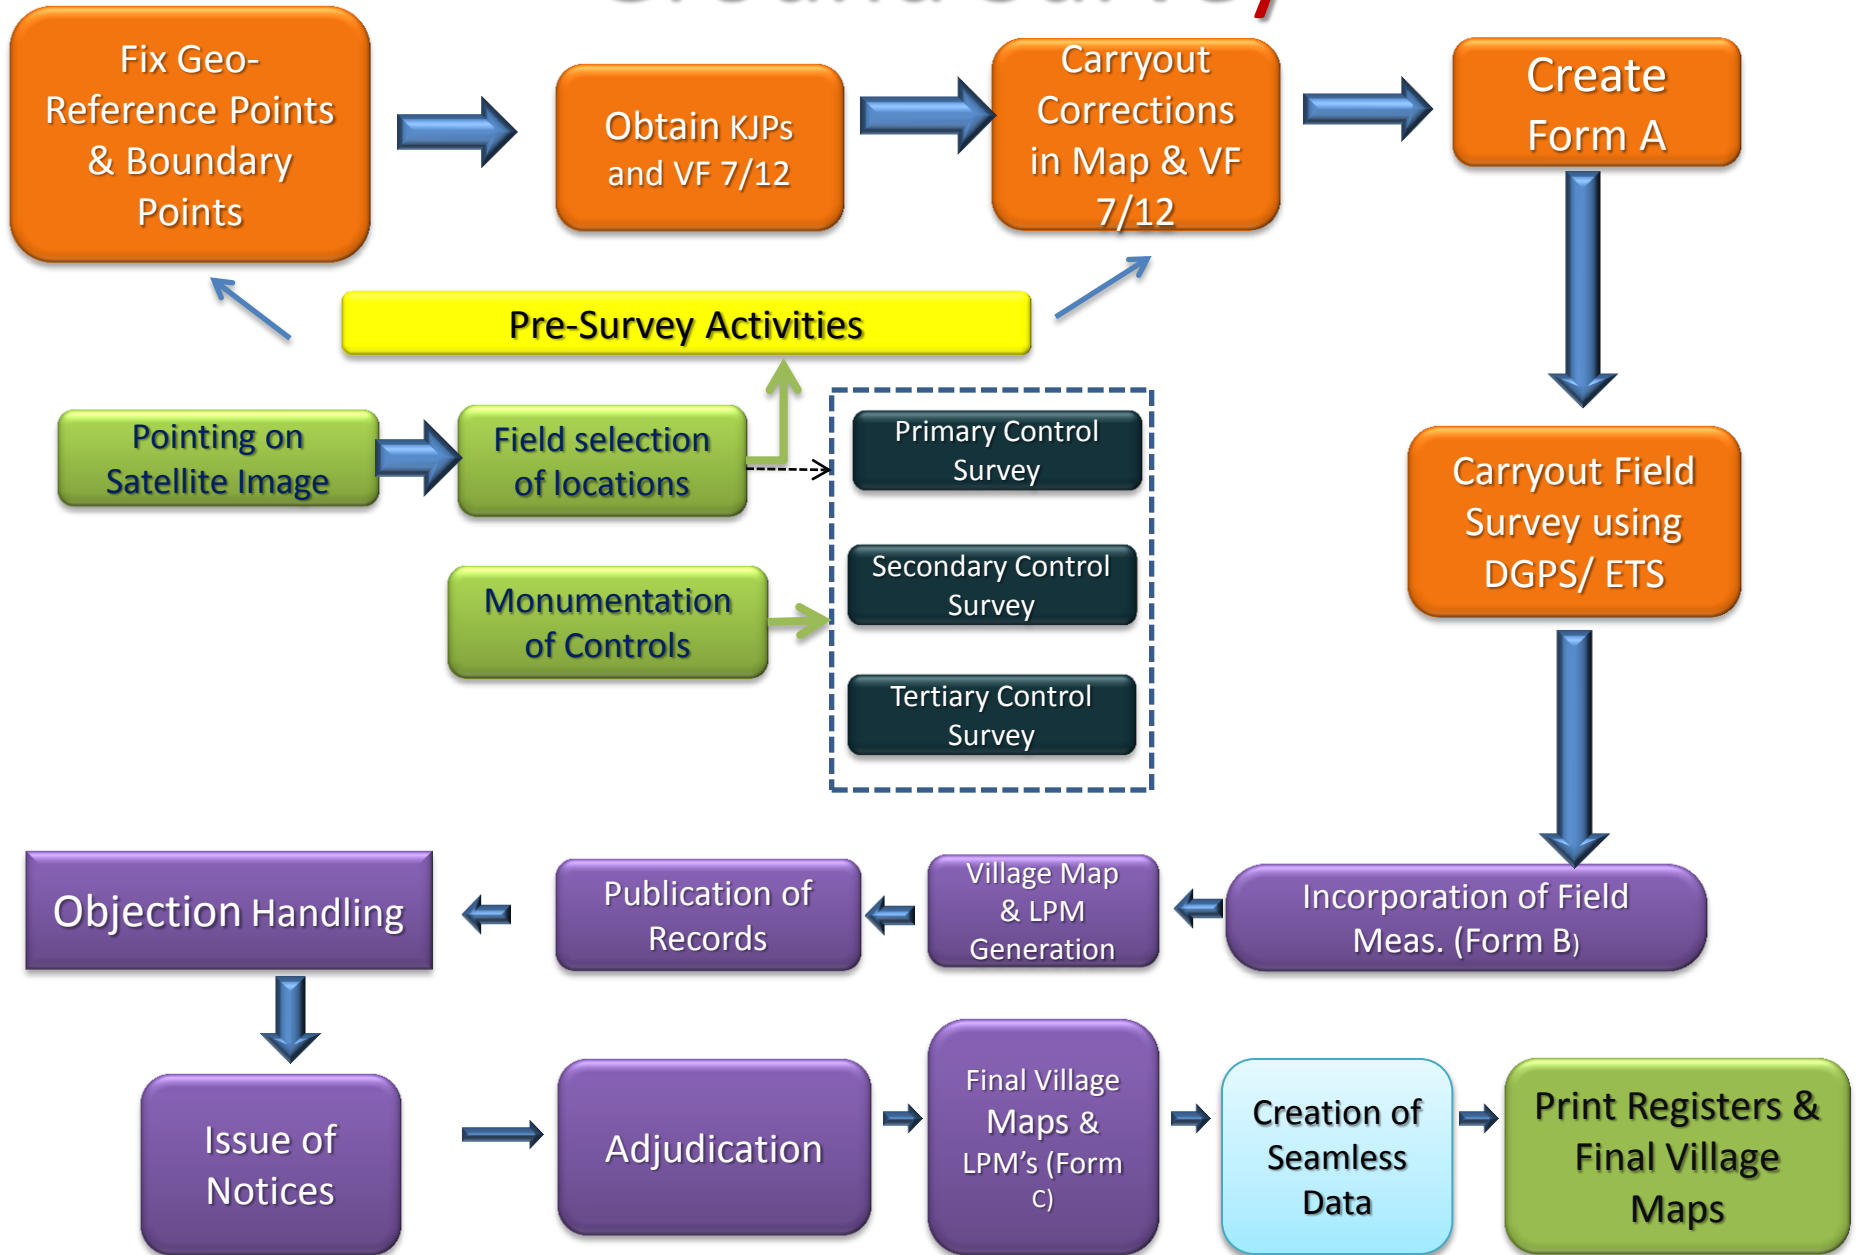 Ground Survey
Fix Geo-
Reference Points
& Boundary
Points
Obtain KJPs
and VF 7/12
Carryout
Corrections
in Map & VF
7/12
Create
Form A
Pre-Survey Activities
Pointing on
Satellite Image
Field selection
of locations
Primary Control
Survey
Carryout Field
Survey using
DGPS/ ETS
Monumentation
of Controls
Secondary Control
Survey
Tertiary Control
Survey
Objection Handling
Publication of
Records
Village Map
& LPM
Generation
Incorporation of Field
Meas. (Form B)
Issue of
Notices
Adjudication
Final Village
Maps &
LPM’s (Form
C)
Creation of
Seamless
Data
Print Registers &
Final Village
Maps